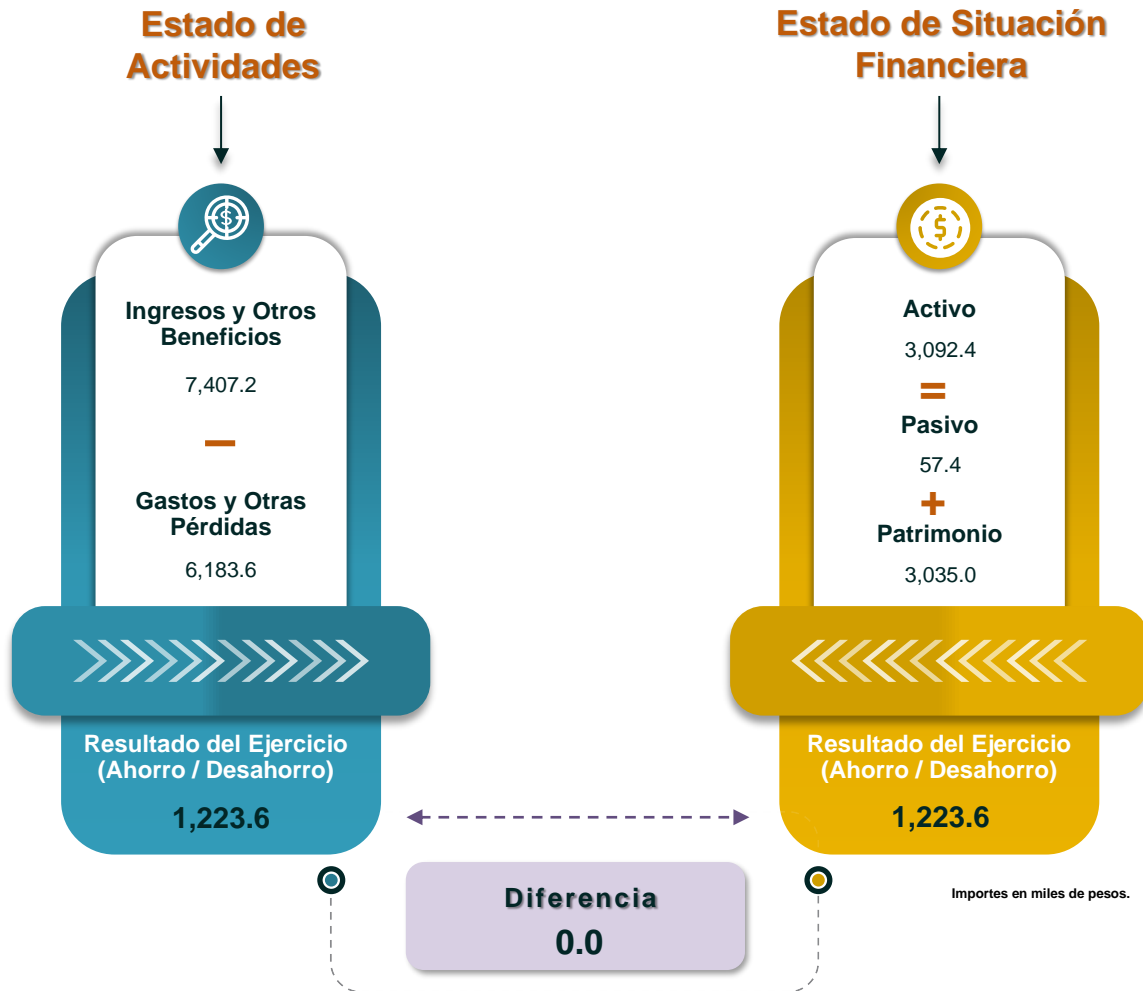 Estado de
Actividades
Ingresos y Otros
Beneficios
7,407.2
–
Gastos y Otras
Pérdidas
6,183.6
Resultado del Ejercicio
(Ahorro / Desahorro)
1,223.6
Estado de Situación
Financiera
$
Activo
3,092.4
=
Pasivo
57.4
+
Patrimonio
3,035.0
Resultado del Ejercicio
(Ahorro / Desahorro)
1,223.6
Diferencia
0.0
Importes en miles de pesos.